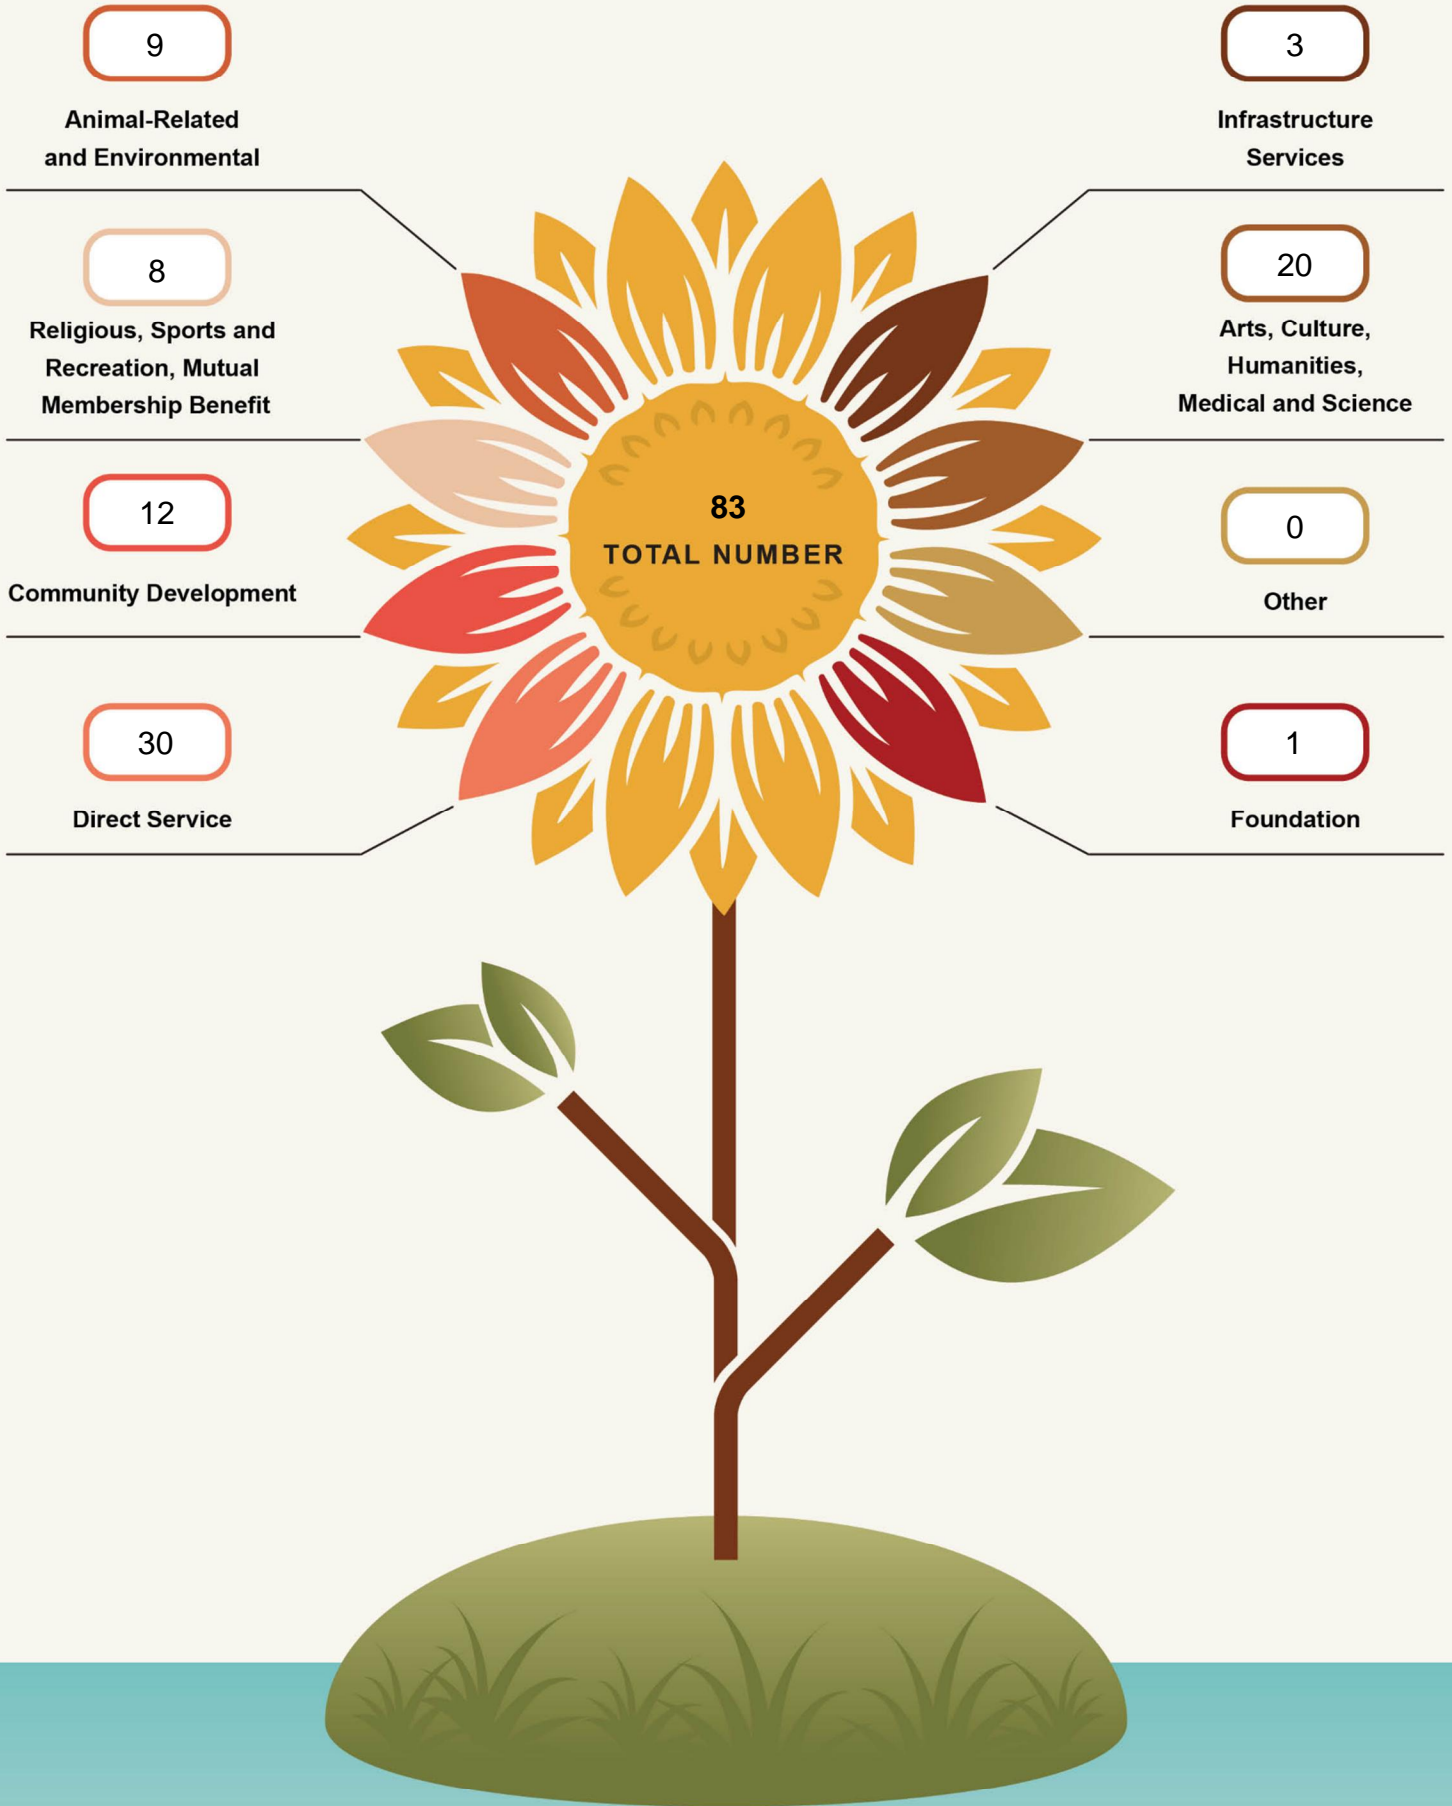 9
Animal-Related
and Environmental
8
Religious, Sports and
Recreation, Mutual
Membership Benefit
12
Community Development
30
Direct Service
83
TOTAL NUMBER
3
Infrastructure
Services
20
Arts, Culture,
Humanities,
Medical and Science
0
Other
1
Foundation